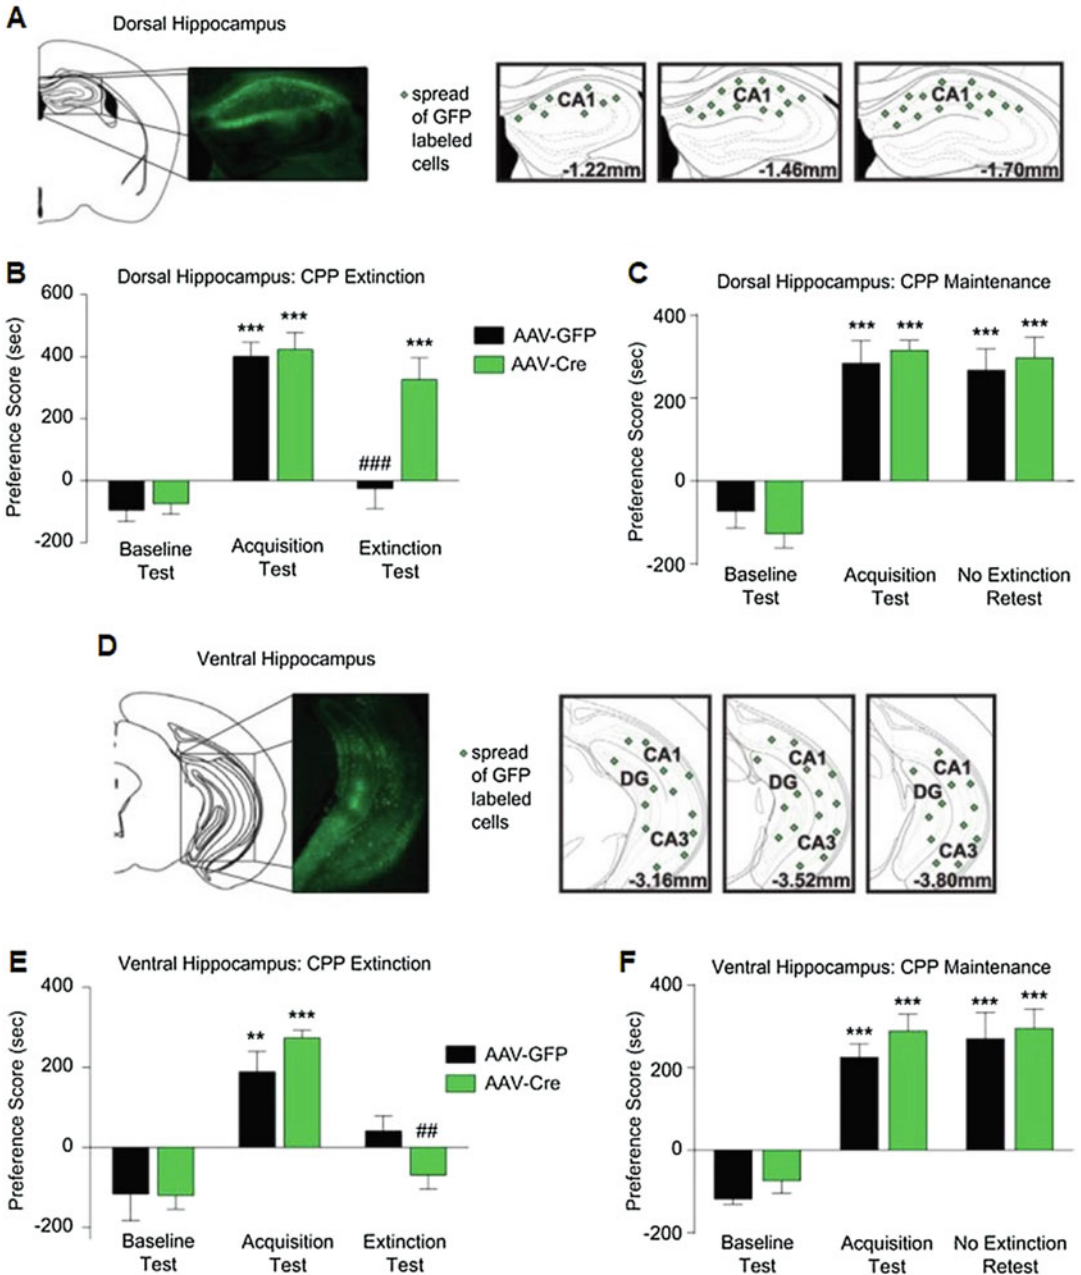 A
Dorsal Hippocampus
spread
of GFP
labeled
cells
CA1
-1.22mm
CA1
-1.46mm
CA1
-1.70mm
B
Dorsal Hippocampus: CPP Extinction
Preference Score (sec)
600
400
200
0
-200
***
***
###
***
Baseline
Test
Acquisition
Test
Extinction
Test
AAV-GFP
AAV-Cre
C
Dorsal Hippocampus: CPP Maintenance
Preference Score (sec)
400
200
0
-200
***
***
***
***
Baseline
Test
Acquisition
Test
No Extinction
Retest
D
Ventral Hippocampus
spread
of GFP
labeled
cells
CA1
DG
CA3
-3.16mm
CA1
DG
CA3
-3.52mm
CA1
DG
CA3
-3.80mm
E
Ventral Hippocampus: CPP Extinction
Preference Score (sec)
400
200
0
-200
**
***
##
Baseline
Test
Acquisition
Test
Extinction
Test
AAV-GFP
AAV-Cre
F
Ventral Hippocampus: CPP Maintenance
Preference Score (sec)
400
200
0
-200
***
***
***
***
Baseline
Test
Acquisition
Test
No Extinction
Retest